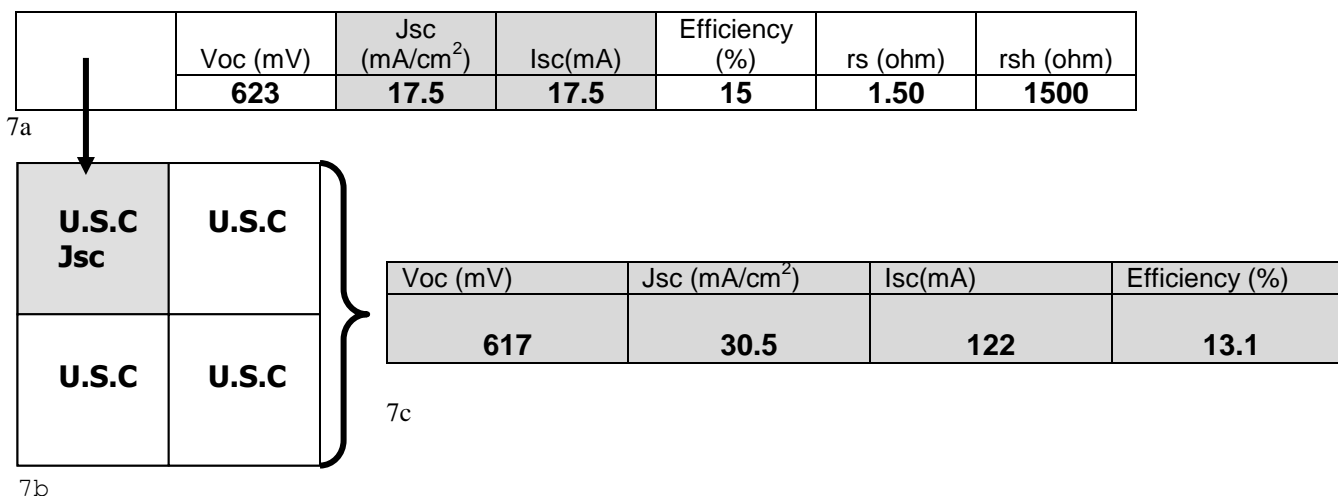 Voc (mV) Jsc (mA/cm²) Isc(mA) Efficiency (%) rs (ohm) rsh (ohm)
623 17.5 17.5 15 1.50 1500
7a
U.S.C Jsc U.S.C
U.S.C U.S.C
7b
Voc (mV) Jsc (mA/cm²) Isc(mA) Efficiency (%)
617 30.5 122 13.1
7c